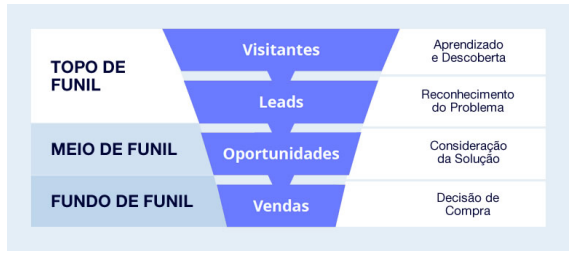 TOPO DE
FUNIL
Visitantes
Aprendizado
e Descoberta
Leads
Reconhecimento
do Problema
MEIO DE FUNIL
Oportunidades
Consideração
da Solução
FUNDO DE FUNIL
Vendas
Decisão de
Compra